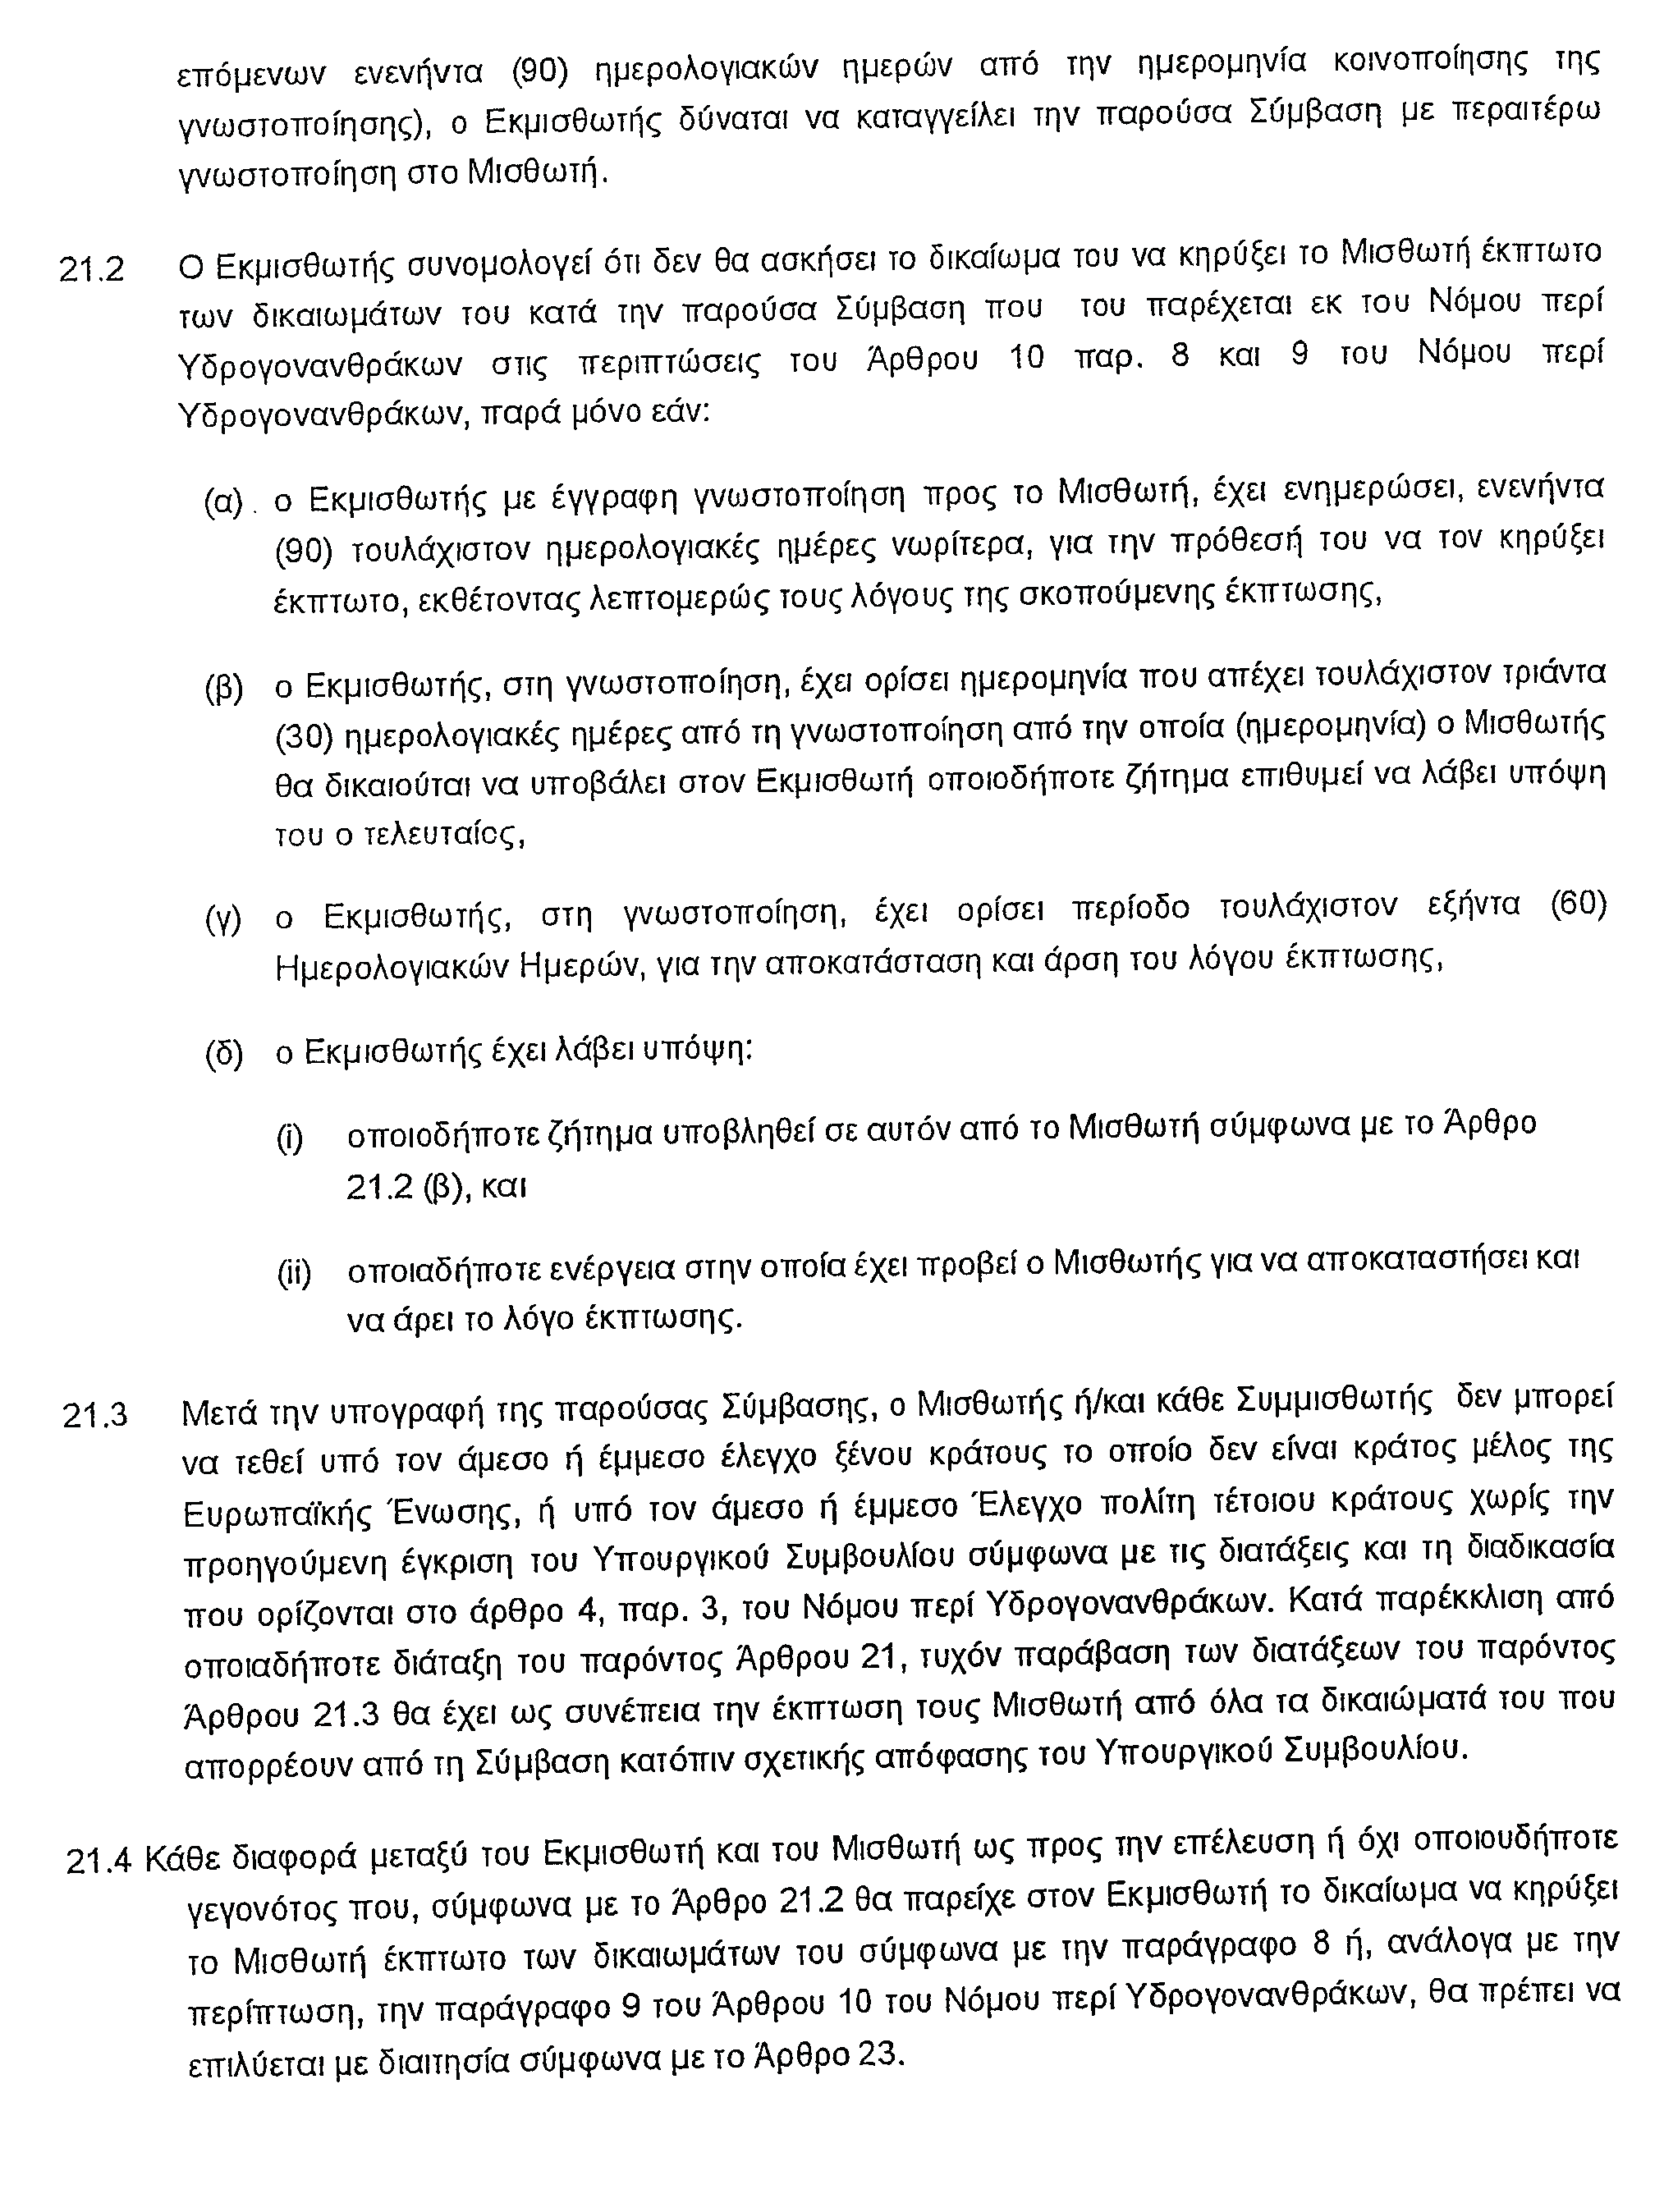 επόμενων ενενήντα (90) ημερολογιακών ημερών από την ημερομηνία κοινοποίησης της
γνωστοποίησης), ο Εκμισθωτής δύναται να καταγγείλει την παρούσα Σύμβαση με περαιτέρω
γνωστοποίηση στο Μισθωτή.
21.2 Ο Εκμισθωτής συνομολογεί ότι δεν θα ασκήσει το δικαίωμα του να κηρύξει το Μισθωτή έκπτωτο
των δικαιωμάτων του κατά την παρούσα Σύμβαση που του παρέχεται εκ του Νόμου περί
Υδρογονανθράκων στις περιπτώσεις του Άρθρου 10 παρ. 8 και 9 του Νόμου περί
Υδρογονανθράκων, παρά μόνο εάν:
(α). ο Εκμισθωτής με έγγραφη γνωστοποίηση προς το Μισθωτή, έχει ενημερώσει, ενενήντα
(90) τουλάχιστον ημερολογιακές ημέρες νωρίτερα, για την πρόθεσή του να τον κηρύξει
έκπτωτο, εκθέτοντας λεπτομερώς τους λόγους της σκοπούμενης έκπτωσης,
(β) ο Εκμισθωτής, στη γνωστοποίηση, έχει ορίσει ημερομηνία που απέχει τουλάχιστον τριάντα
(30) ημερολογιακές ημέρες από τη γνωστοποίηση από την οποία (ημερομηνία) ο Μισθωτής
θα δικαιούται να υποβάλει στον Εκμισθωτή οποιοδήποτε ζήτημα επιθυμεί να λάβει υπόψη
του ο τελευταίος,
(γ) ο Εκμισθωτής, στη γνωστοποίηση, έχει ορίσει περίοδο τουλάχιστον εξήντα (60)
Ημερολογιακών Ημερών, για την αποκατάσταση και άρση του λόγου έκπτωσης,
(δ) ο Εκμισθωτής έχει λάβει υπόψη:
(i) οποιοδήποτε ζήτημα υποβληθεί σε αυτόν από το Μισθωτή σύμφωνα με το Άρθρο
21.2 (β), και
(ii) οποιαδήποτε ενέργεια στην οποία έχει προβεί ο Μισθωτής για να αποκαταστήσει και
να άρει το λόγο έκπτωσης.
21.3 Μετά την υπογραφή της παρούσας Σύμβασης, ο Μισθωτής ή/και κάθε Συμμισθωτής δεν μπορεί
να τεθεί υπό τον άμεσο ή έμμεσο έλεγχο ξένου κράτους το οποίο δεν είναι κράτος μέλος της
Ευρωπαϊκής Ένωσης, ή υπό τον άμεσο ή έμμεσο Έλεγχο πολίτη τέτοιου κράτους χωρίς την
προηγούμενη έγκριση του Υπουργικού Συμβουλίου σύμφωνα με τις διατάξεις και τη διαδικασία
που ορίζονται στο άρθρο 4, παρ. 3, του Νόμου περί Υδρογονανθράκων. Κατά παρέκκλιση από
οποιαδήποτε διάταξη του παρόντος Άρθρου 21, τυχόν παράβαση των διατάξεων του παρόντος
Άρθρου 21.3 θα έχει ως συνέπεια την έκπτωση τους Μισθωτή από όλα τα δικαιώματά του που
απορρέουν από τη Σύμβαση κατόπιν σχετικής απόφασης του Υπουργικού Συμβουλίου.
21.4 Κάθε διαφορά μεταξύ του Εκμισθωτή και του Μισθωτή ως προς την επέλευση ή όχι οποιουδήποτε
γεγονότος που, σύμφωνα με το Άρθρο 21.2 θα παρείχε στον Εκμισθωτή το δικαίωμα να κηρύξει
το Μισθωτή έκπτωτο των δικαιωμάτων του σύμφωνα με την παράγραφο 8 ή, ανάλογα με την
περίπτωση, την παράγραφο 9 του Άρθρου 10 του Νόμου περί Υδρογονανθράκων, θα πρέπει να
επιλύεται με διαιτησία σύμφωνα με το Άρθρο 23.